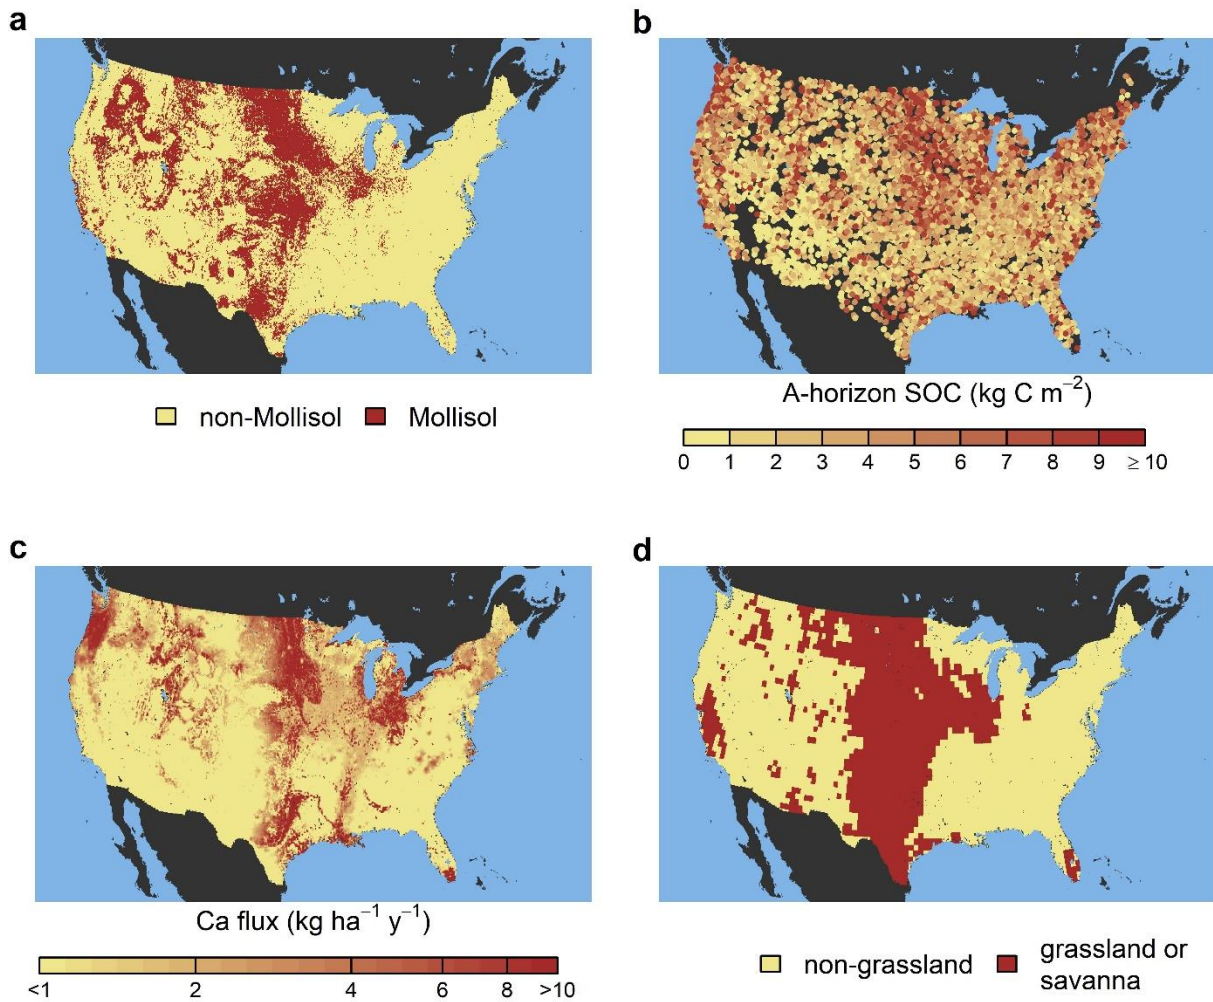 a
b
non-Mollisol Mollisol
A-horizon SOC (kg C m⁻²)
0 1 2 3 4 5 6 7 8 9 ≥ 10
c
d
Ca flux (kg ha⁻¹ y⁻¹)
<1 2 4 6 8 >10
non-grassland grassland or
savanna